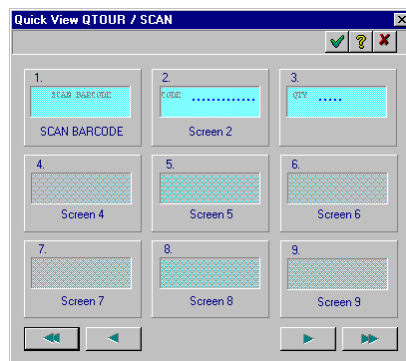 Quick View QTOUR / SCAN
1. 2. 3.
SCAN BARCODE CODE ............. QTY .....
SCAN BARCODE Screen 2
4. 5. 6.
Screen 4 Screen 5 Screen 6
7. 8. 9.
Screen 7 Screen 8 Screen 9